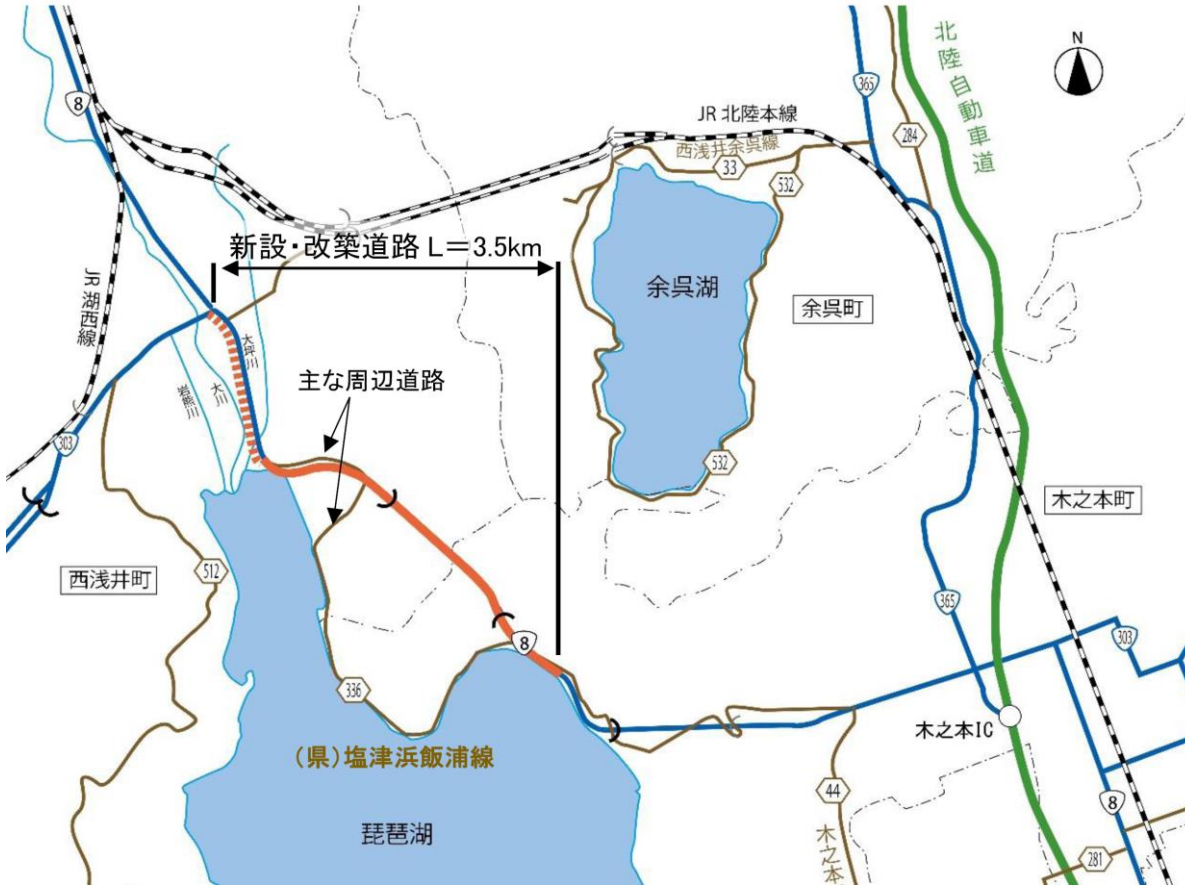 N
北陸自動車道
8
365
284
JR 北陸本線
西浅井余呉線
33
532
新設・改築道路 L＝3.5km
余呉湖
余呉町
JR 湖西線
大坪川
大川
岩熊川
主な周辺道路
303
532
木之本町
西浅井町
512
365
8
303
336
木之本IC
(県)塩津浜飯浦線
44
8
琵琶湖
木之本
281